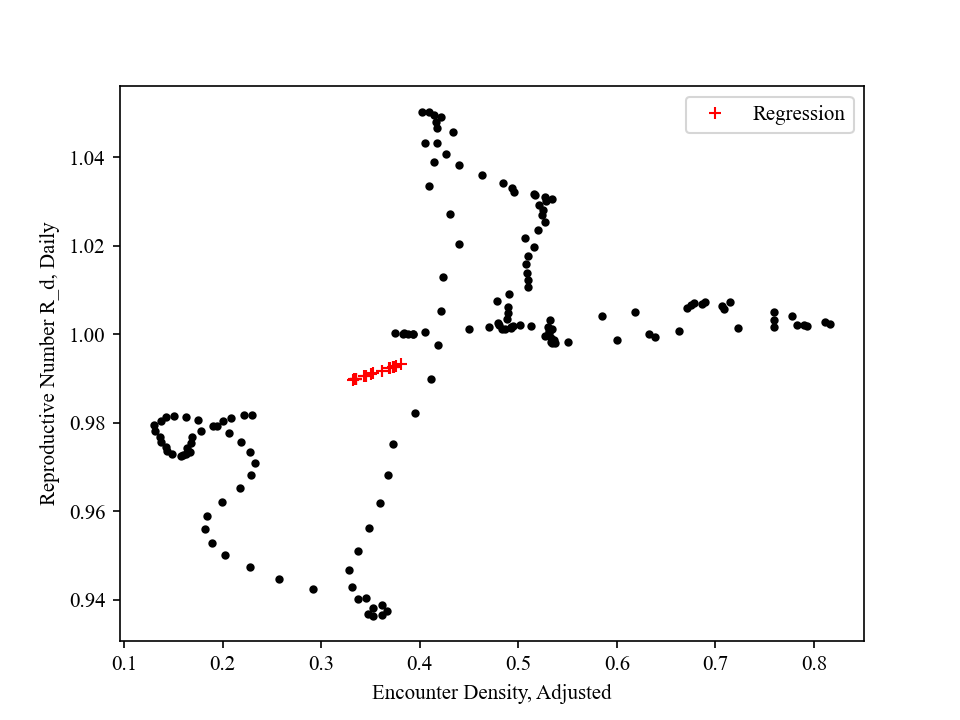 Regression
1.04
1.02
1.00
0.98
0.96
0.94
Reproductive Number R_d, Daily
0.1 0.2 0.3 0.4 0.5 0.6 0.7 0.8
Encounter Density, Adjusted